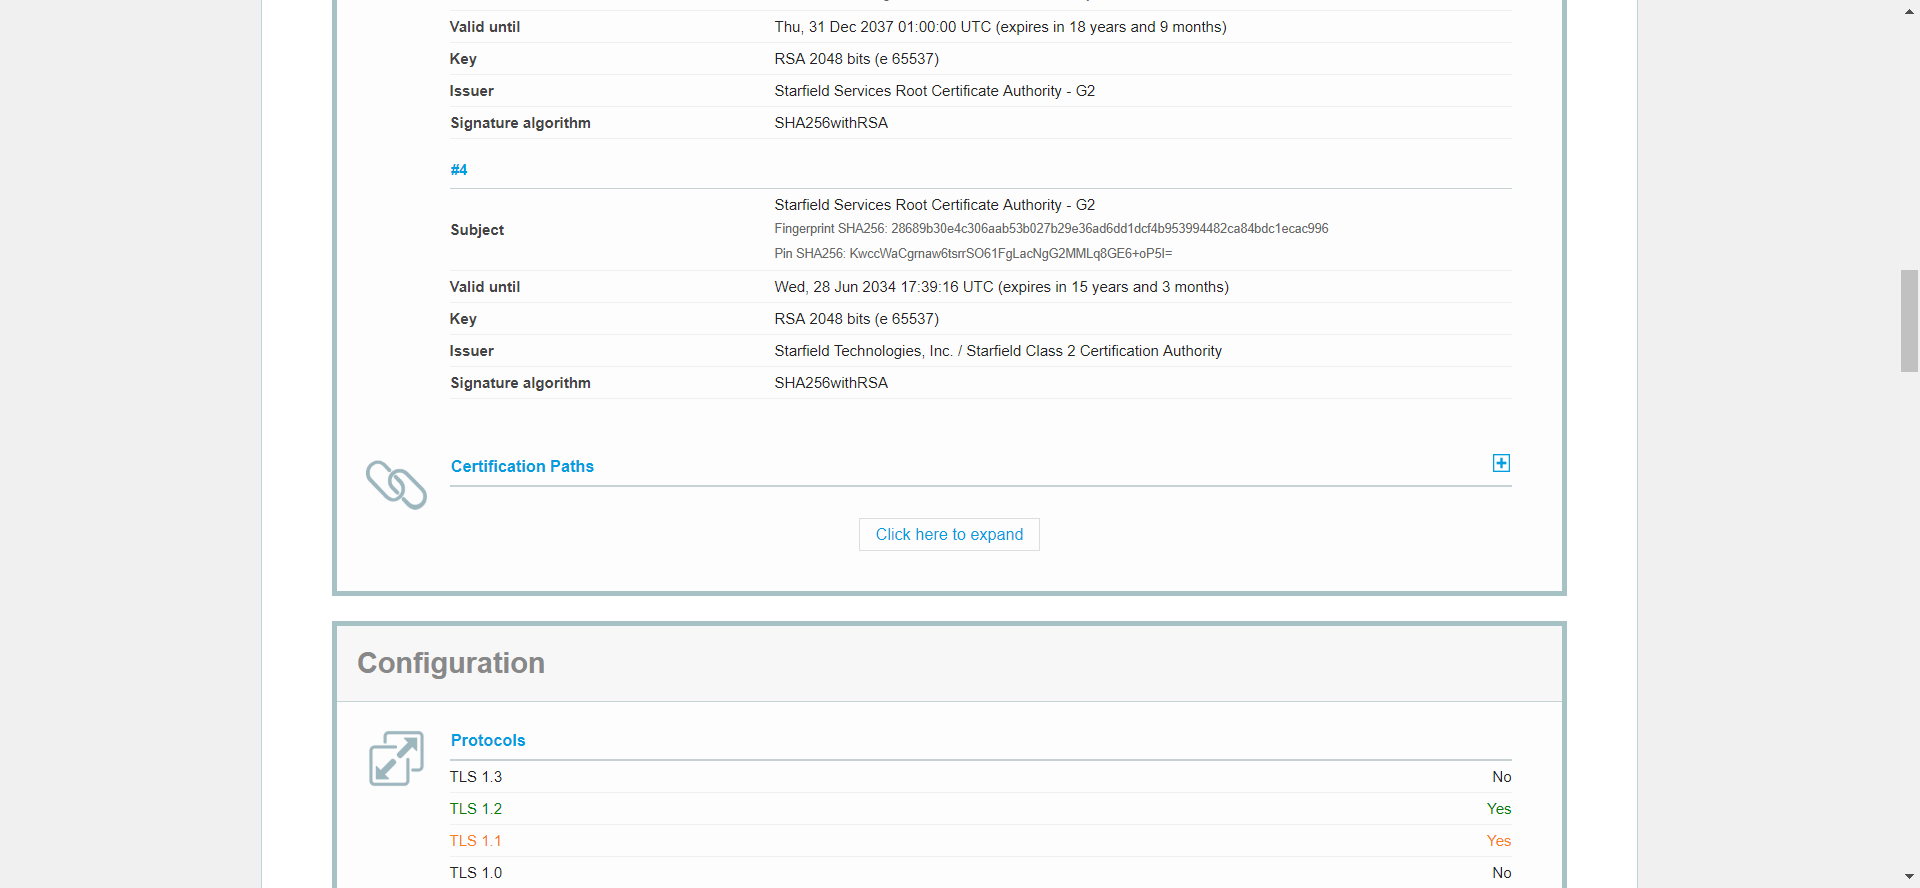 Valid until Thu, 31 Dec 2037 01:00:00 UTC (expires in 18 years and 9 months)
Key RSA 2048 bits (e 65537)
Issuer Starfield Services Root Certificate Authority - G2
Signature algorithm SHA256withRSA
#4
Subject Starfield Services Root Certificate Authority - G2
Fingerprint SHA256: 28689b30e4c306aab53b027b29e36ad6dd1dcf4b953994482ca84bdc1ecac996
Pin SHA256: KwccWaCgrnaw6tsrrSO61FgLacNgG2MMLq8GE6+oP5I=
Valid until Wed, 28 Jun 2034 17:39:16 UTC (expires in 15 years and 3 months)
Key RSA 2048 bits (e 65537)
Issuer Starfield Technologies, Inc. / Starfield Class 2 Certification Authority
Signature algorithm SHA256withRSA
Certification Paths
Click here to expand
Configuration
Protocols
TLS 1.3 No
TLS 1.2 Yes
TLS 1.1 Yes
TLS 1.0 No